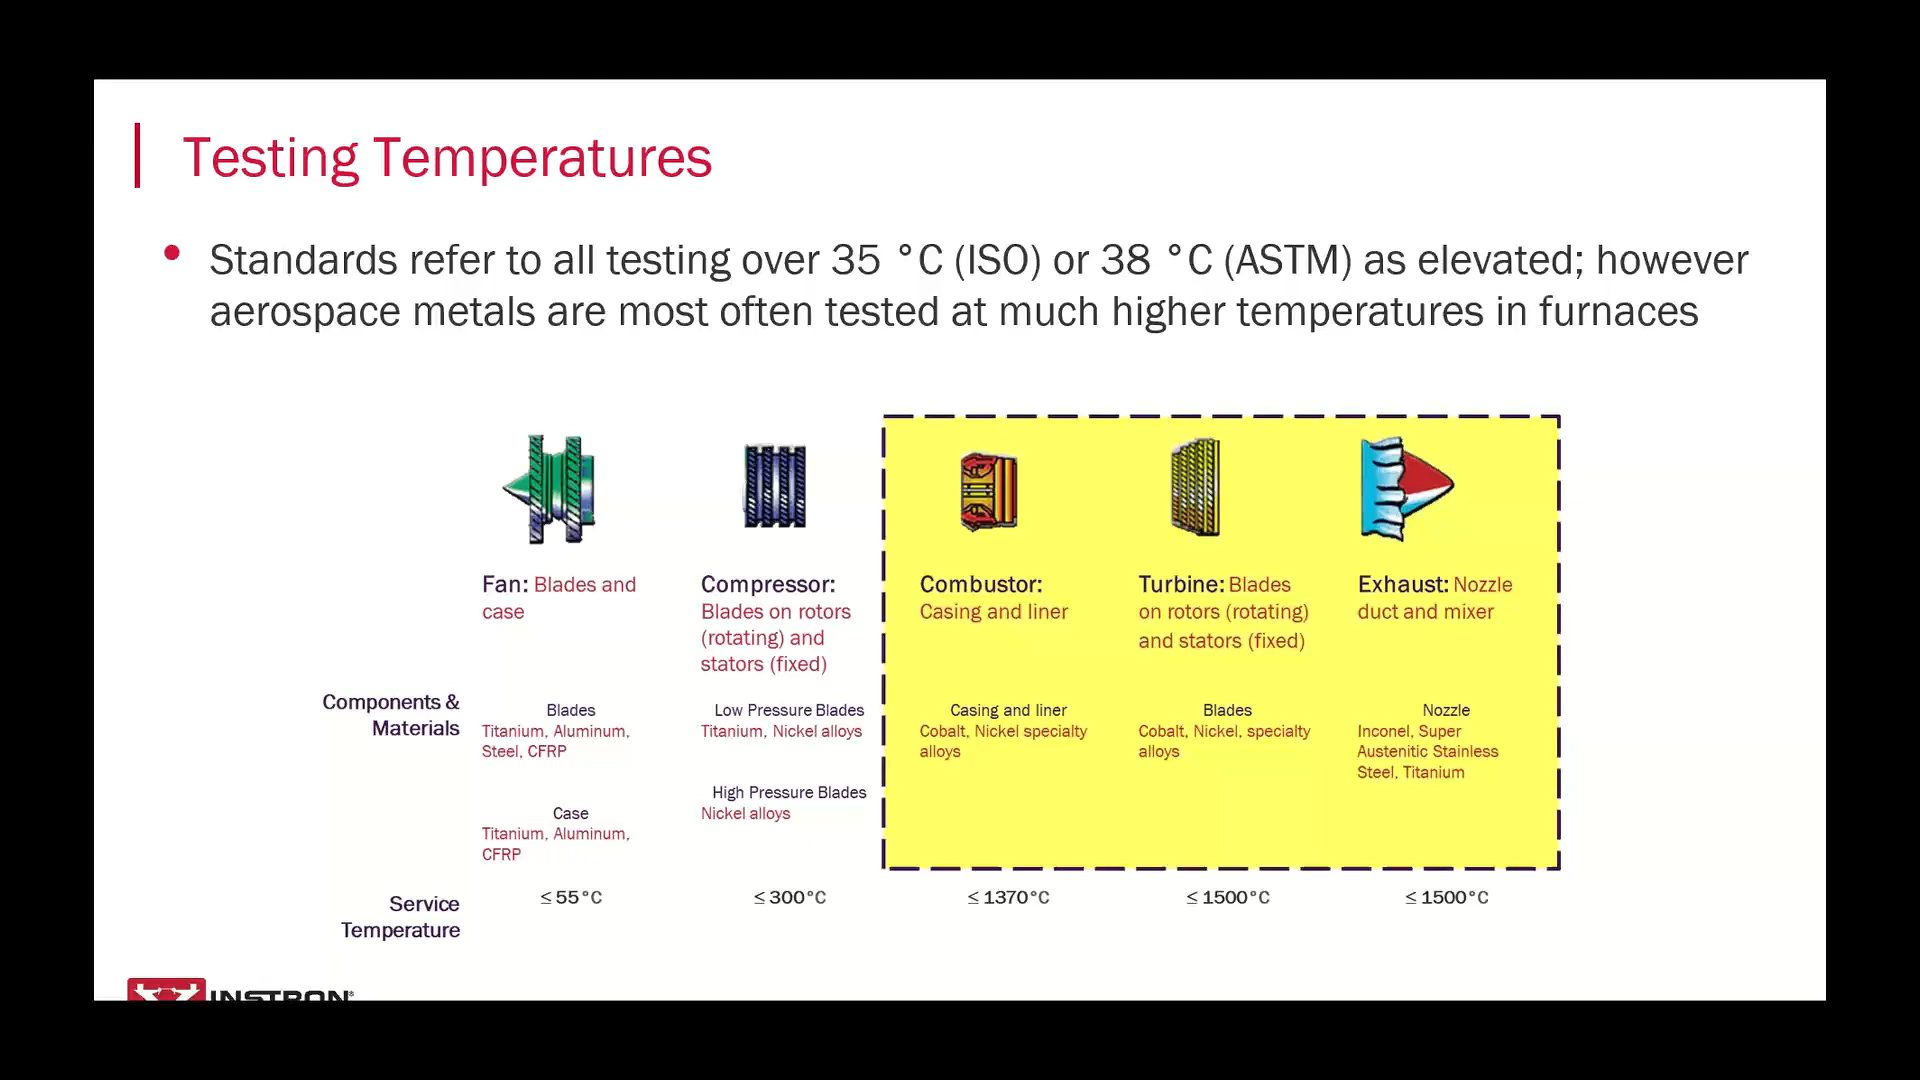 Testing Temperatures
• Standards refer to all testing over 35 °C (ISO) or 38 °C (ASTM) as elevated; however
aerospace metals are most often tested at much higher temperatures in furnaces
Fan: Blades and
case
Compressor:
Blades on rotors
(rotating) and
stators (fixed)
Combustor:
Casing and liner
Turbine: Blades
on rotors (rotating)
and stators (fixed)
Exhaust: Nozzle
duct and mixer
Components &
Materials
Blades
Titanium, Aluminum,
Steel, CFRP
Case
Titanium, Aluminum,
CFRP
Low Pressure Blades
Titanium, Nickel alloys
High Pressure Blades
Nickel alloys
Casing and liner
Cobalt, Nickel specialty
alloys
Blades
Cobalt, Nickel, specialty
alloys
Nozzle
Inconel, Super
Austenitic Stainless
Steel, Titanium
Service
Temperature
≤ 55°C
≤ 300°C
≤ 1370°C
≤ 1500°C
≤ 1500°C
INSTRON®